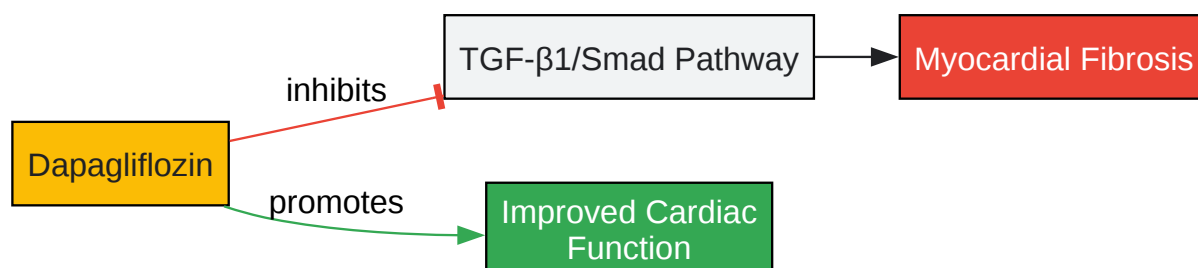 TGF-β1/Smad Pathway
Myocardial Fibrosis
inhibits
Dapagliflozin
promotes
Improved Cardiac
Function